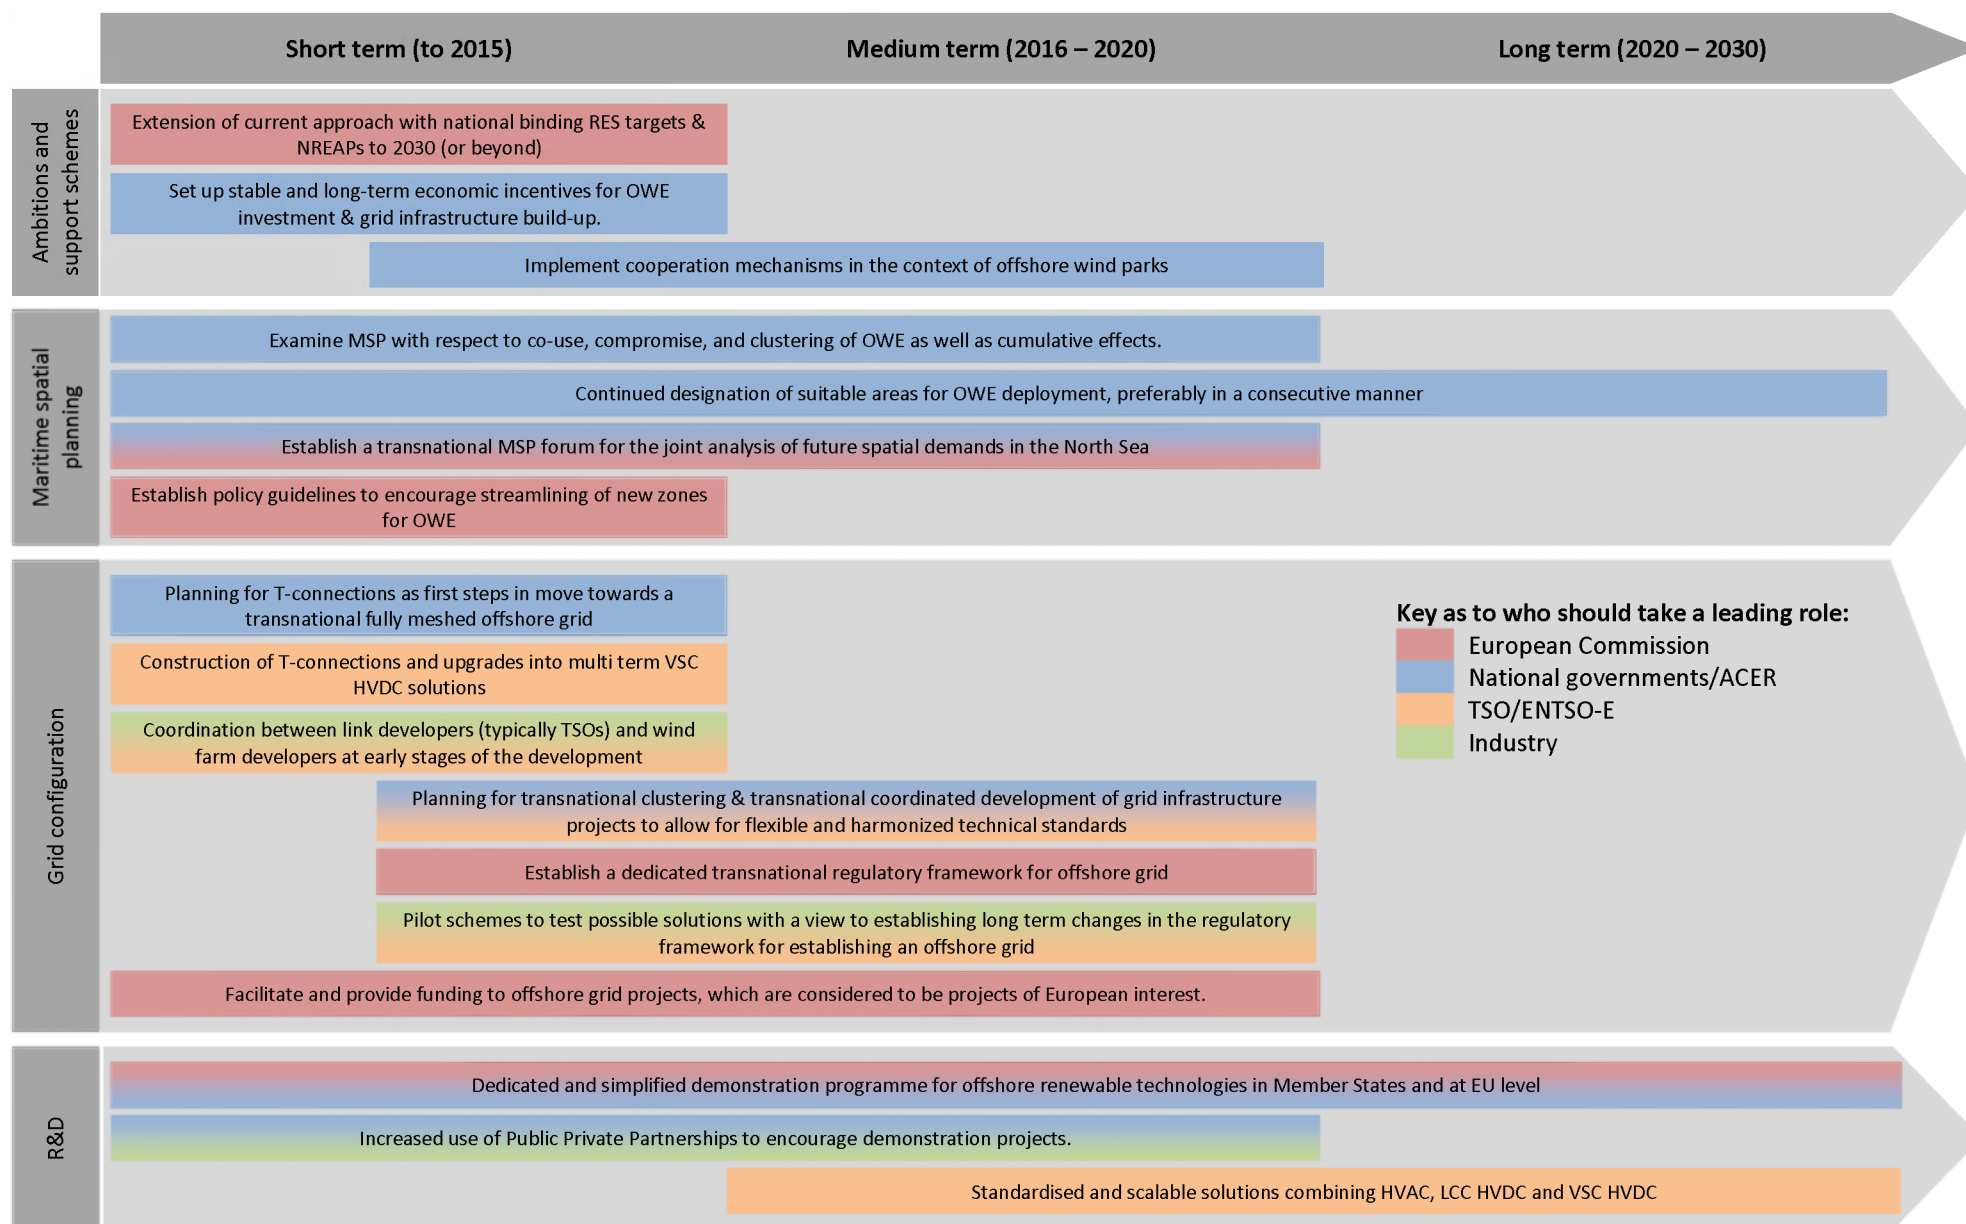 Short term (to 2015)
Medium term (2016 – 2020)
Long term (2020 – 2030)
Ambitions and
support schemes
Extension of current approach with national binding RES targets &
NREAPs to 2030 (or beyond)
Set up stable and long-term economic incentives for OWE
investment & grid infrastructure build-up.
Implement cooperation mechanisms in the context of offshore wind parks
Maritime spatial
planning
Examine MSP with respect to co-use, compromise, and clustering of OWE as well as cumulative effects.
Continued designation of suitable areas for OWE deployment, preferably in a consecutive manner
Establish a transnational MSP forum for the joint analysis of future spatial demands in the North Sea
Establish policy guidelines to encourage streamlining of new zones
for OWE
Grid configuration
Planning for T-connections as first steps in move towards a
transnational fully meshed offshore grid
Construction of T-connections and upgrades into multi term VSC
HVDC solutions
Coordination between link developers (typically TSOs) and wind
farm developers at early stages of the development
Planning for transnational clustering & transnational coordinated development of grid infrastructure
projects to allow for flexible and harmonized technical standards
Establish a dedicated transnational regulatory framework for offshore grid
Pilot schemes to test possible solutions with a view to establishing long term changes in the regulatory
framework for establishing an offshore grid
Facilitate and provide funding to offshore grid projects, which are considered to be projects of European interest.
Key as to who should take a leading role:
European Commission
National governments/ACER
TSO/ENTSO-E
Industry
R&D
Dedicated and simplified demonstration programme for offshore renewable technologies in Member States and at EU level
Increased use of Public Private Partnerships to encourage demonstration projects.
Standardised and scalable solutions combining HVAC, LCC HVDC and VSC HVDC